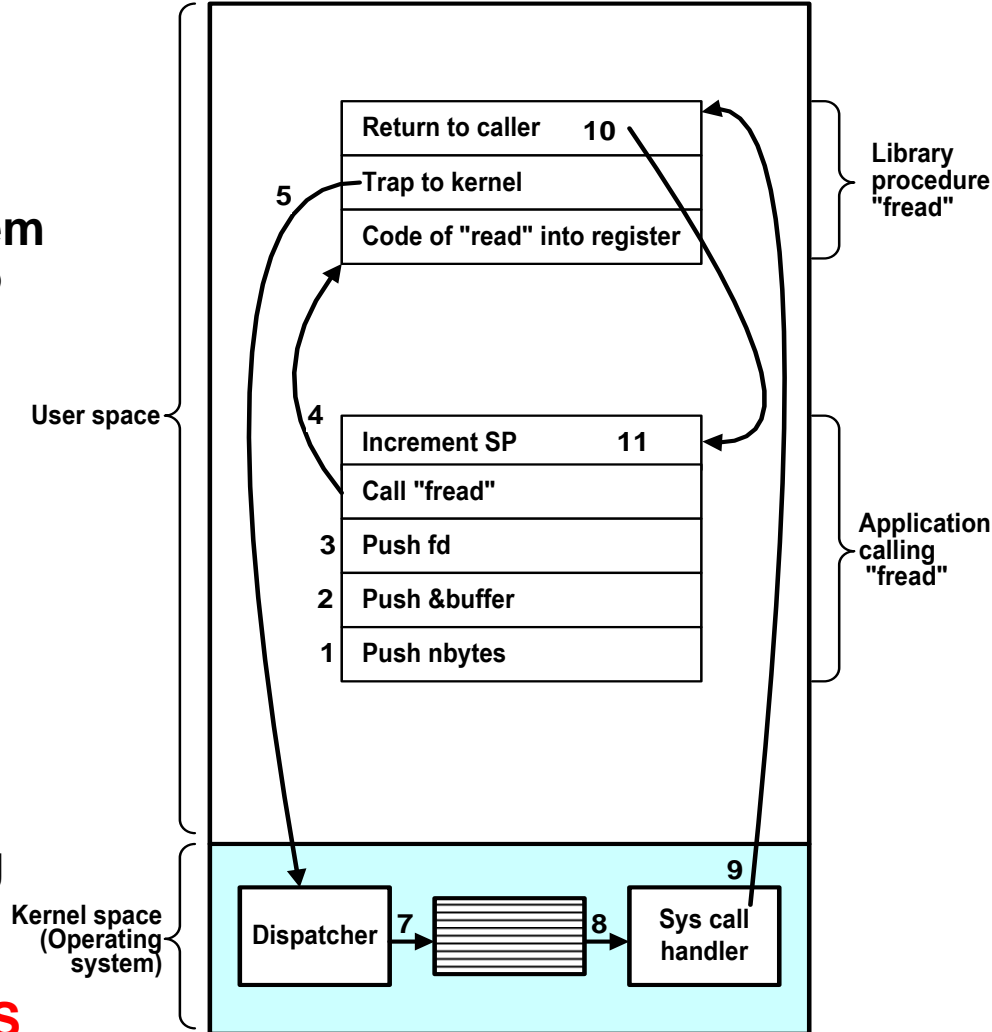 Return to caller 10
Trap to kernel
Code of "read" into register
5
Library
procedure
"fread"
em
User space
4
Increment SP 11
Call "fread"
3 Push fd
2 Push &buffer
1 Push nbytes
Application
calling
"fread"
9
g
Kernel space
(Operating
system)
Dispatcher
7
8
Sys call
handler
s